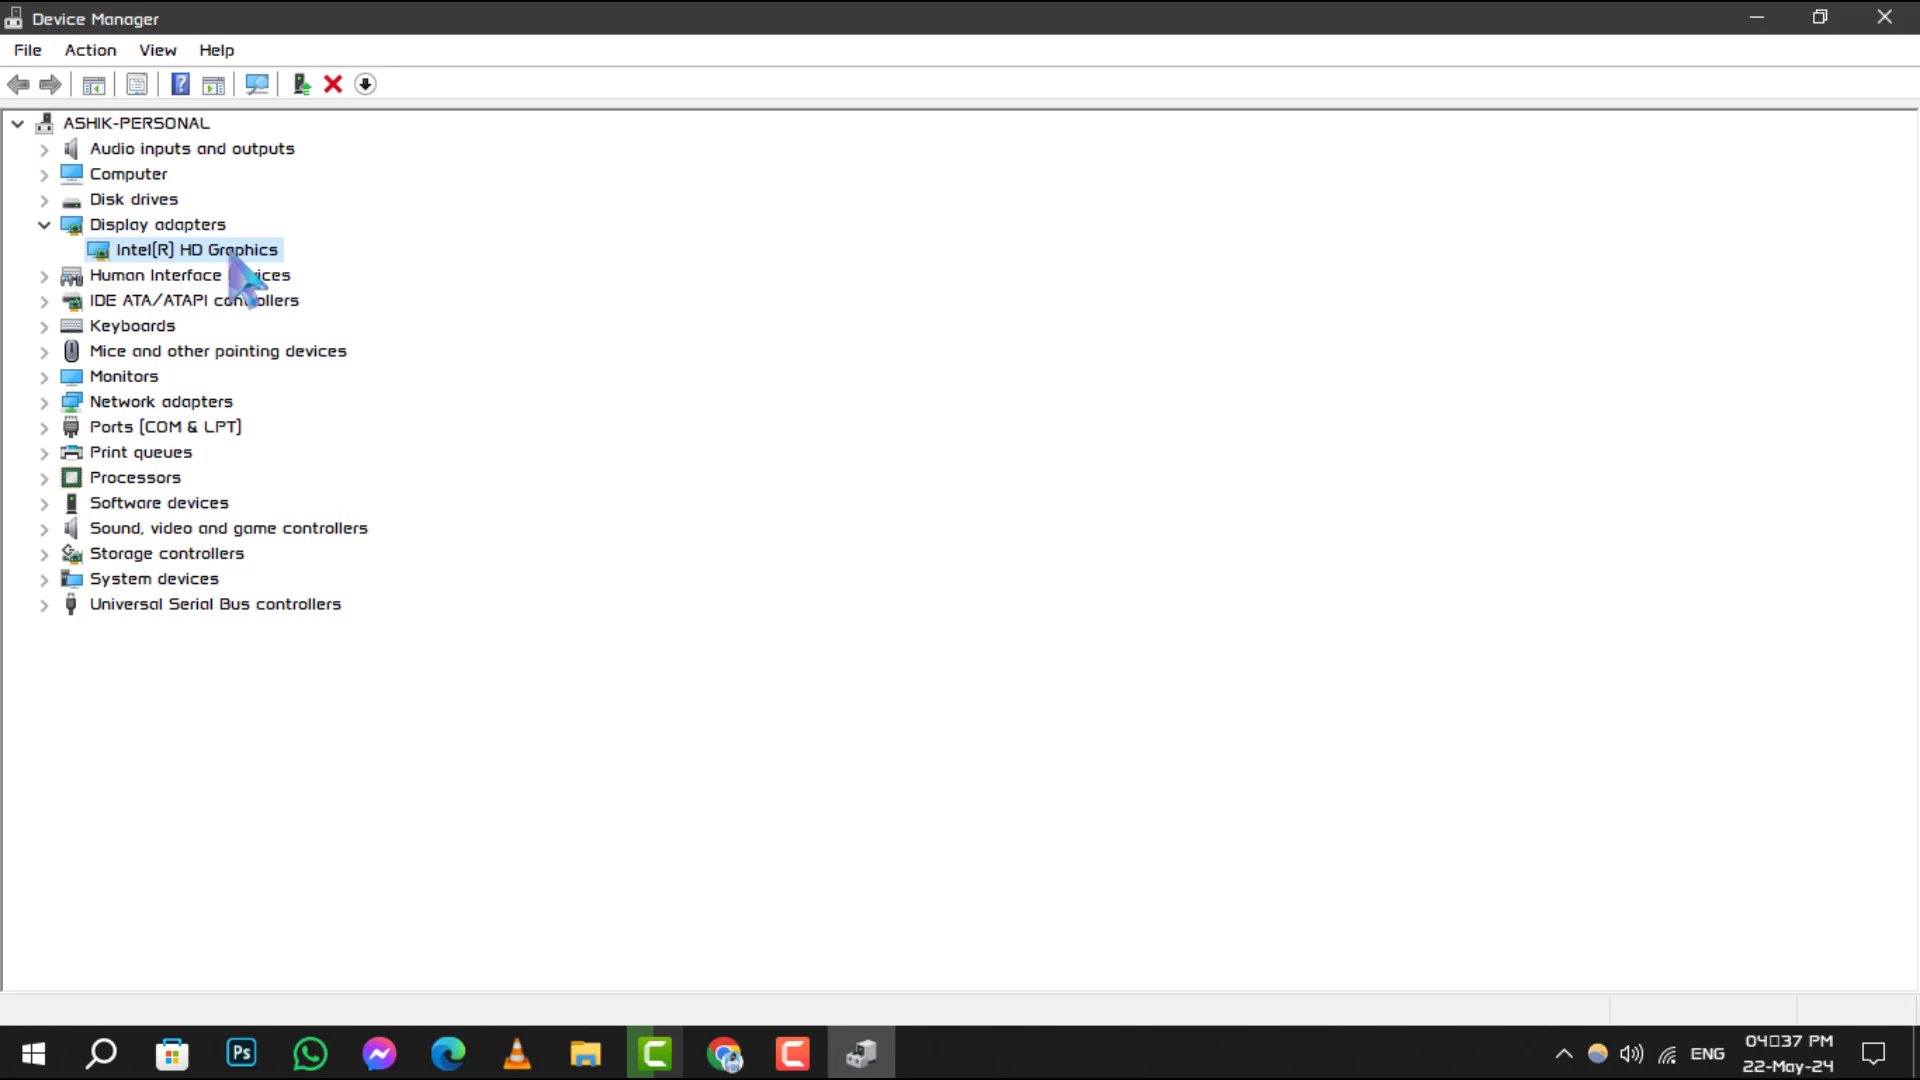 Device Manager
File Action View Help
ASHIK-PERSONAL
Audio inputs and outputs
Computer
Disk drives
Display adapters
Intel(R) HD Graphics
Human Interface
IDE ATA/ATAPI
Keyboards
Mice and other pointing devices
Monitors
Network adapters
Ports (COM & LPT)
Print queues
Processors
Software devices
Sound, video and game controllers
Storage controllers
System devices
Universal Serial Bus controllers
Ps
ENG
04□37 PM
22-May-24